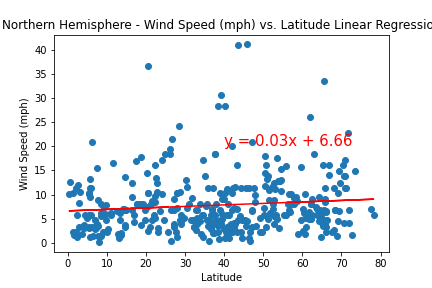 Northern Hemisphere - Wind Speed (mph) vs. Latitude Linear Regressio
40
35
30
25
20
15
10
5
0
Wind Speed (mph)
y = 0.03x + 6.66
0 10 20 30 40 50 60 70 80
Latitude